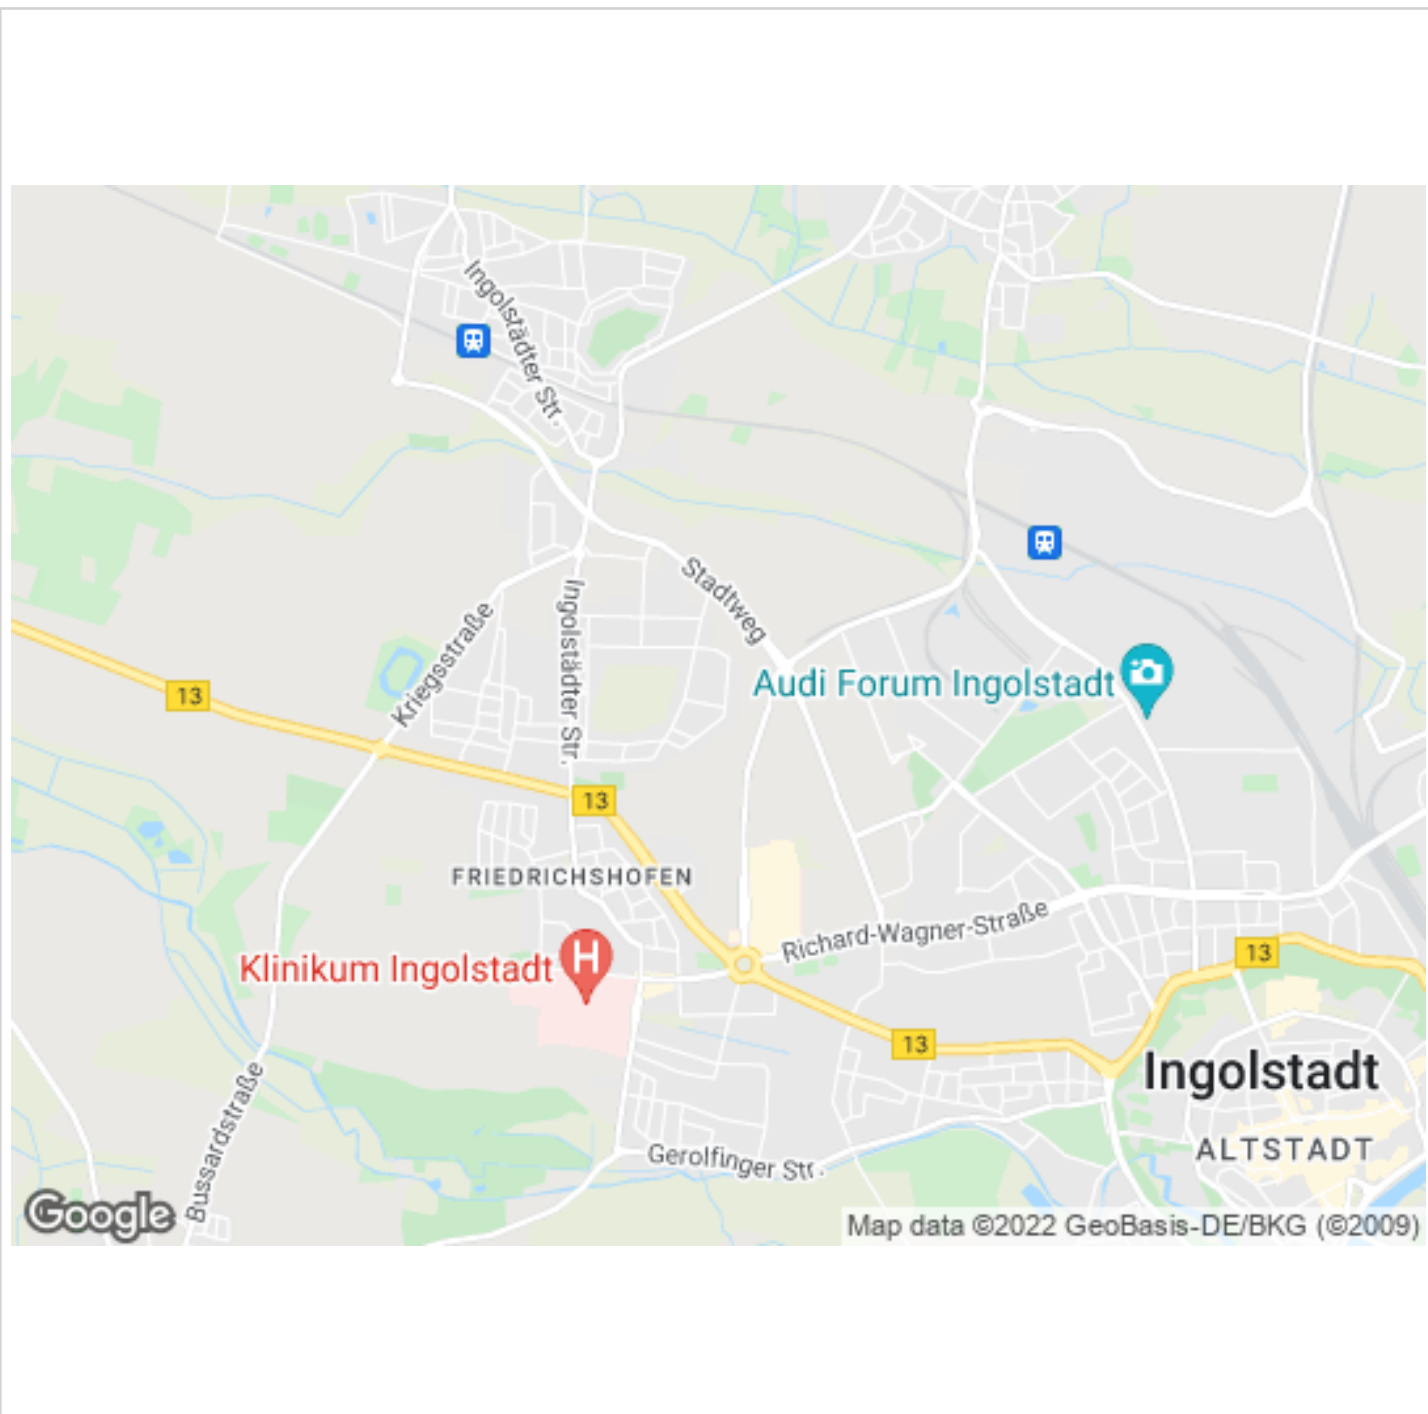 Ingolstädter Str.
Stadtweg
Kriegsstraße
Ingolstädter Str.
Audi Forum Ingolstadt
13
13
FRIEDRICHSHOFEN
Richard-Wagner-Straße
Klinikum Ingolstadt
H
13
13
Ingolstadt
Bussardstraße
Gerolfinger Str.
ALTSTADT
Google
Map data ©2022 GeoBasis-DE/BKG (©2009)